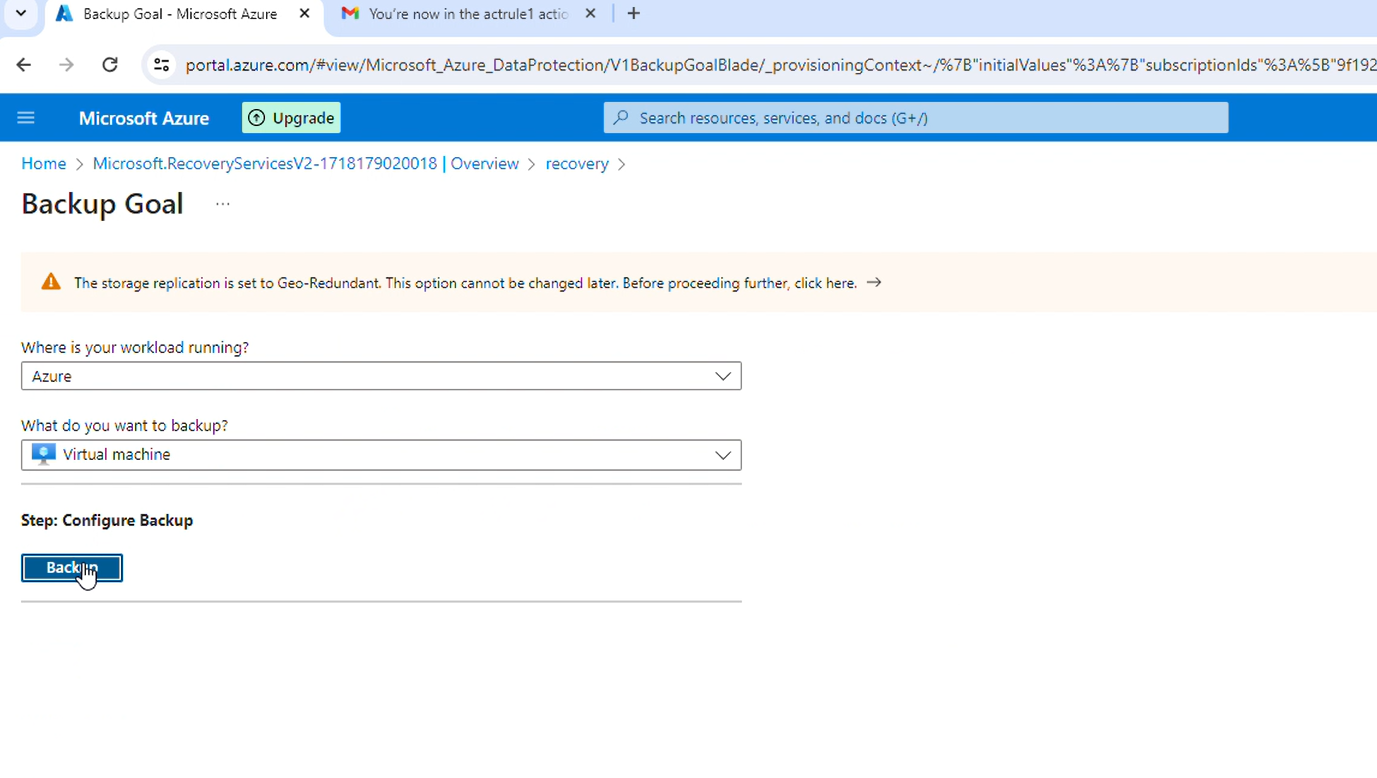 Backup Goal - Microsoft Azure
You're now in the actrule1 actio
portal.azure.com/#view/Microsoft_Azure_DataProtection/V1BackupGoalBlade/_provisioningContext~/%7B"initialValues"%3A%7B"subscriptionIds"%3A%5B"9f192
Microsoft Azure
Upgrade
Search resources, services, and docs (G+/)
Home > Microsoft.RecoveryServicesV2-1718179020018 | Overview > recovery >
Backup Goal ...
The storage replication is set to Geo-Redundant. This option cannot be changed later. Before proceeding further, click here. →
Where is your workload running?
Azure
What do you want to backup?
Virtual machine
Step: Configure Backup
Backup